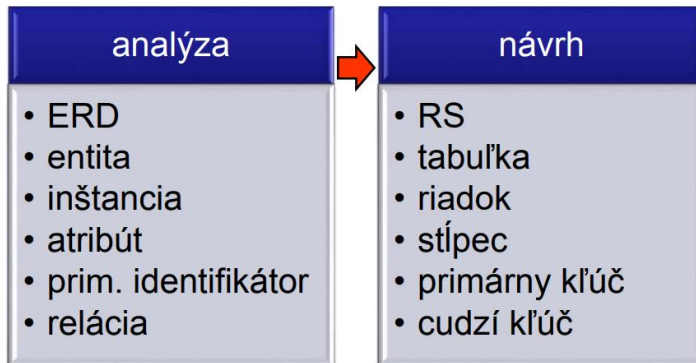 analýza
• ERD
• entita
• inštancia
• atribút
• prim. identifikátor
• relácia
návrh
• RS
• tabuľka
• riadok
• stĺpec
• primárny kľúč
• cudzí kľúč